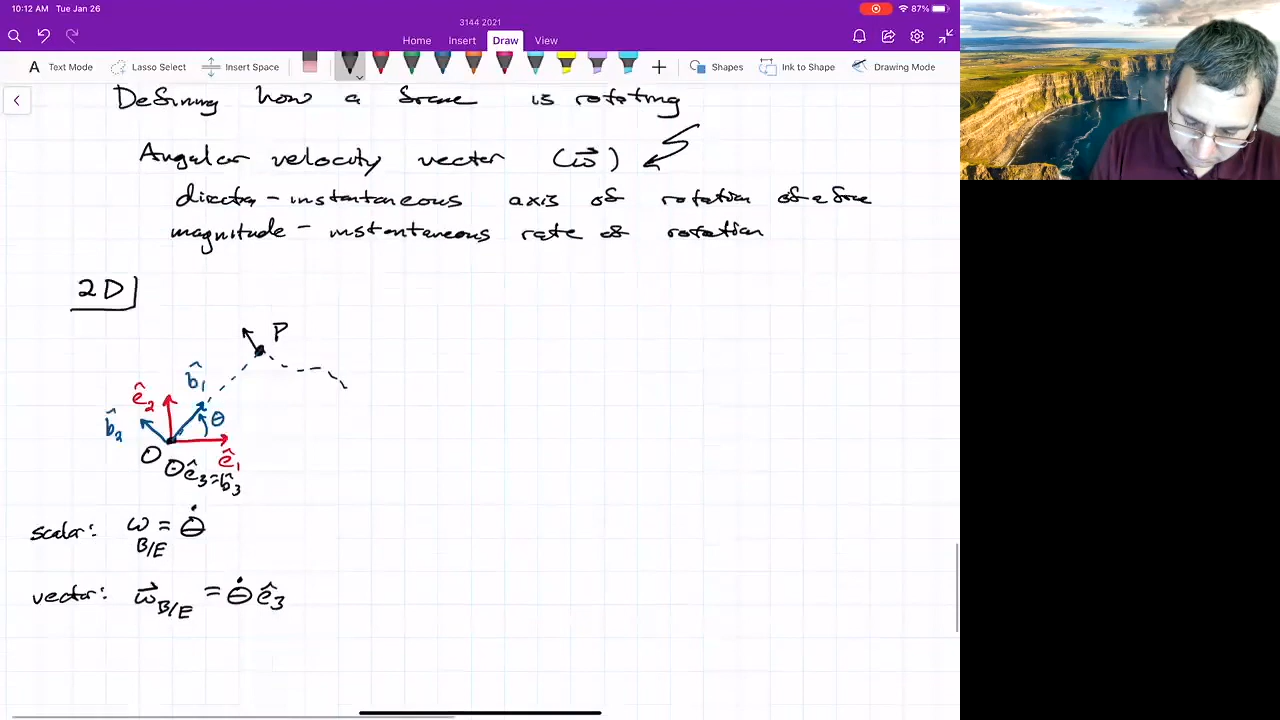 10:12 AM Tue Jan 26
87%
3144 2021
Home Insert Draw View
Text Mode Lasso Select Insert Space Shapes Ink to Shape Drawing Mode
Defining how a frame is rotating
Angular velocity vector (ω⃗)
direction - instantaneous axis of rotation of a frame
magnitude - instantaneous rate of rotation
2D
P
b̂₁
ê₂
b̂₂ θ
O ê₁
ê₃=b̂₃
scalar: ω B/E = θ̇
vector: ω⃗ B/E = θ̇ ê₃